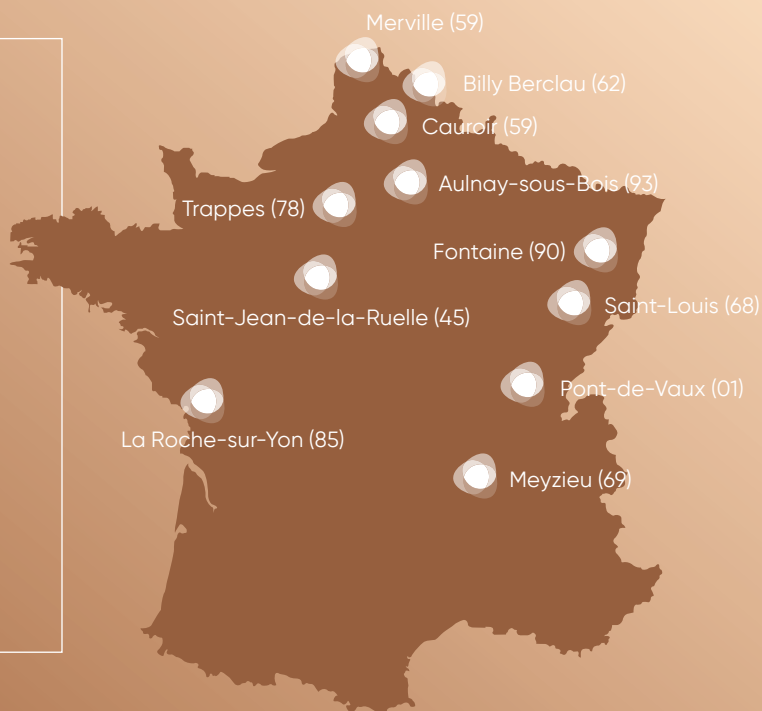 Merville (59)
Billy Berclau (62)
Cauroir (59)
Aulnay-sous-Bois (93)
Trappes (78)
Fontaine (90)
Saint-Louis (68)
Saint-Jean-de-la-Ruelle (45)
Pont-de-Vaux (01)
La Roche-sur-Yon (85)
Meyzieu (69)